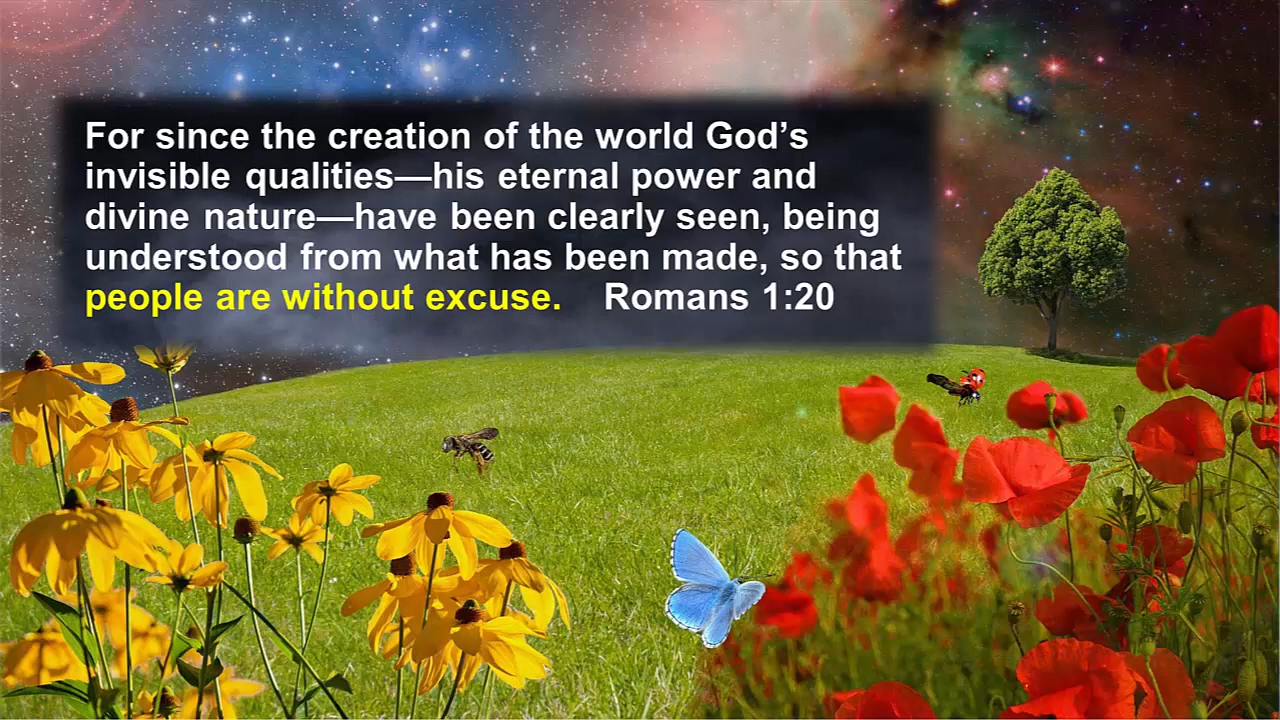 For since the creation of the world God’s
invisible qualities—his eternal power and
divine nature—have been clearly seen, being
understood from what has been made, so that
people are without excuse. Romans 1:20